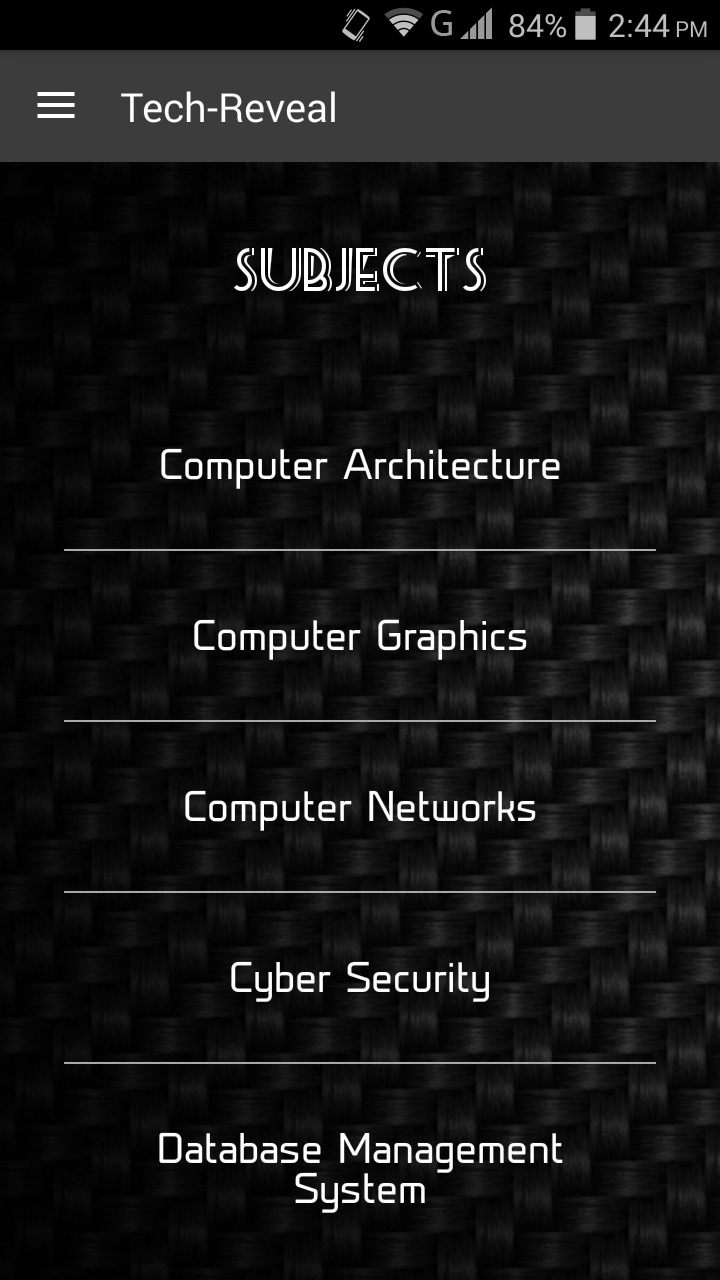 G 84% 2:44 PM
Tech-Reveal
SUBJECTS
Computer Architecture
Computer Graphics
Computer Networks
Cyber Security
Database Management
System